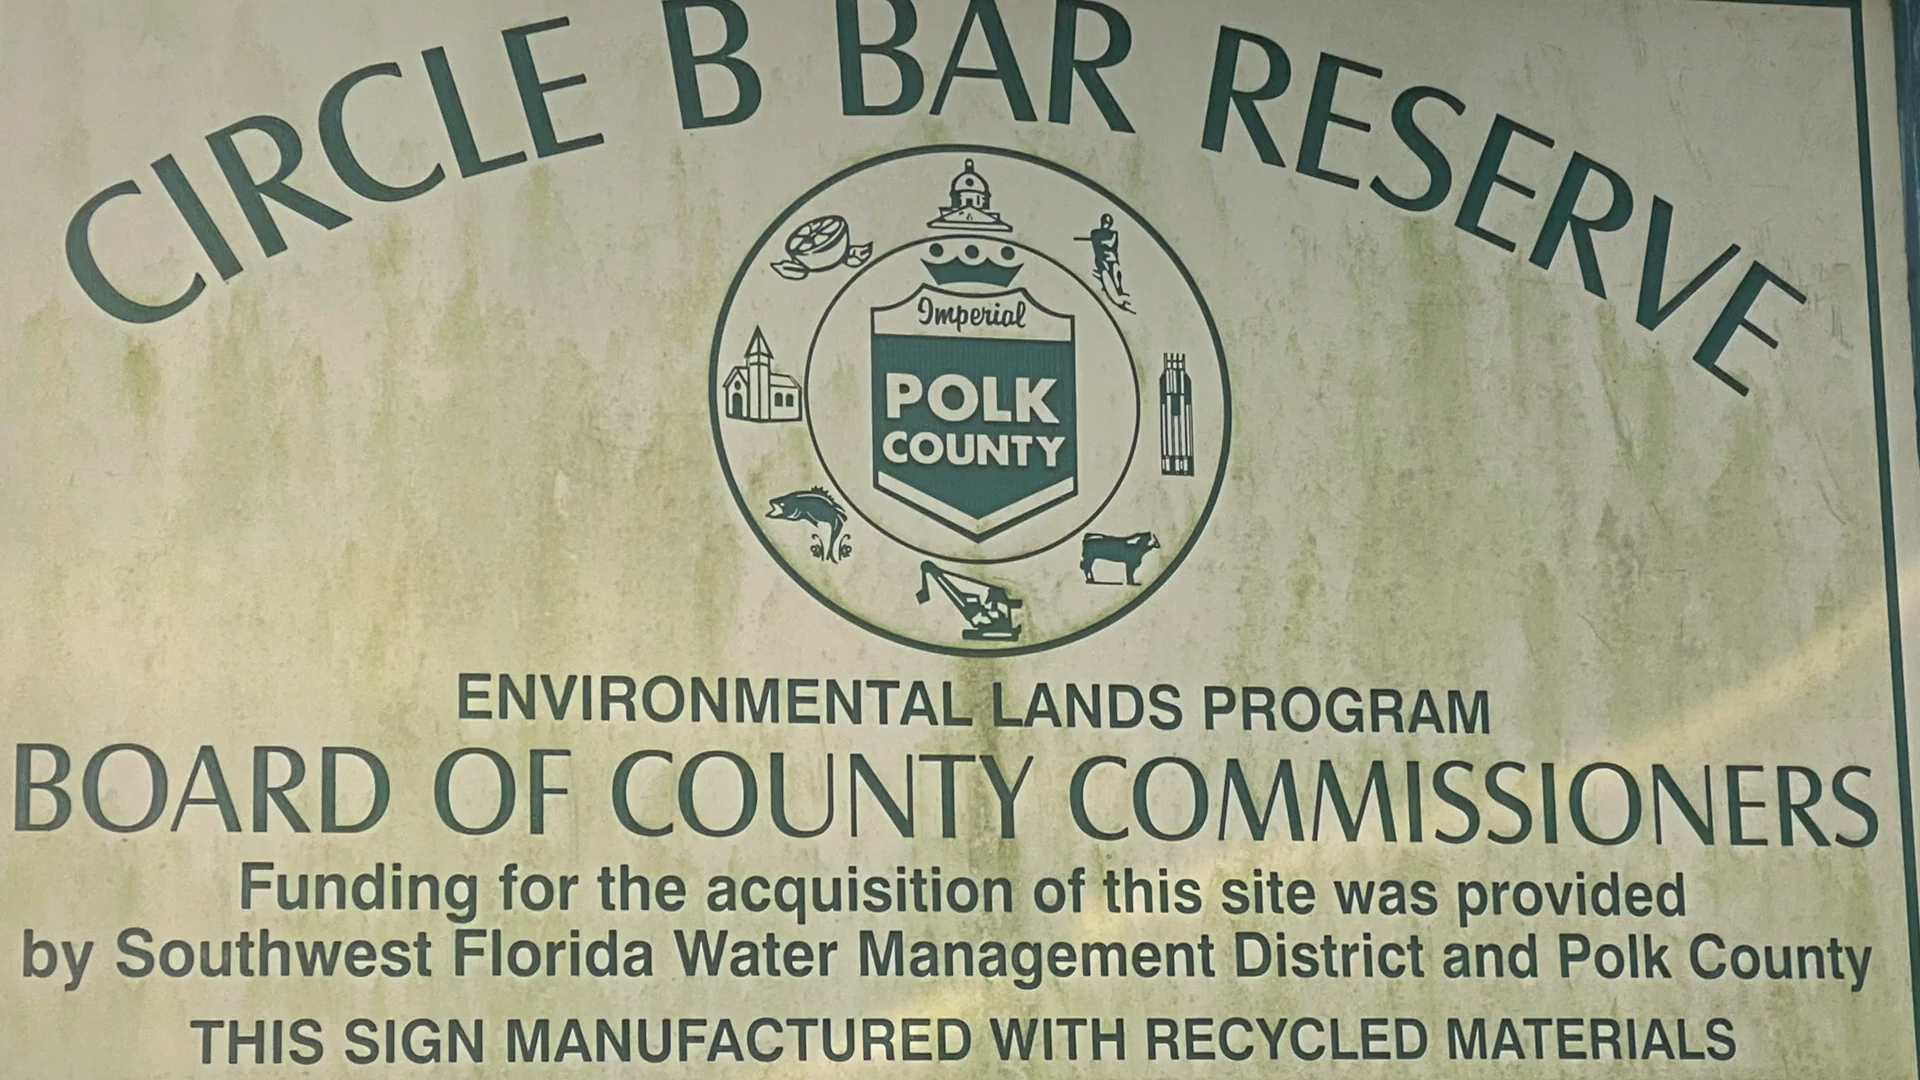 CIRCLE B BAR RESERVE
Imperial
POLK
COUNTY
ENVIRONMENTAL LANDS PROGRAM
BOARD OF COUNTY COMMISSIONERS
Funding for the acquisition of this site was provided
by Southwest Florida Water Management District and Polk County
THIS SIGN MANUFACTURED WITH RECYCLED MATERIALS